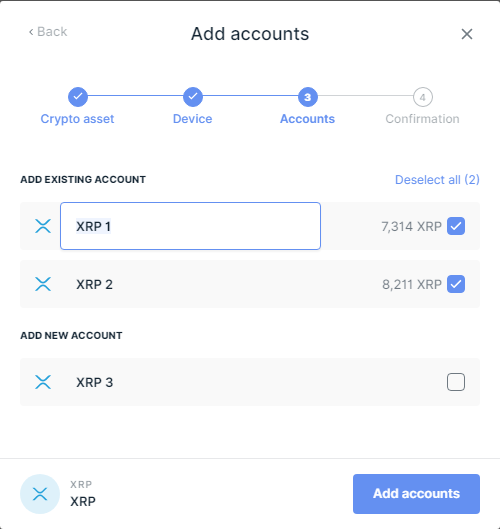 ‹ Back
Add accounts
3
4
Crypto asset
Device
Accounts
Confirmation
ADD EXISTING ACCOUNT
Deselect all (2)
XRP 1
7,314 XRP
XRP 2
8,211 XRP
ADD NEW ACCOUNT
XRP 3
XRP
XRP
Add accounts